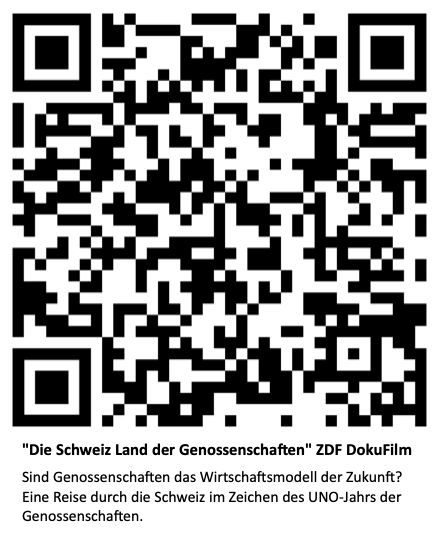 "Die Schweiz Land der Genossenschaften" ZDF DokuFilm
Sind Genossenschaften das Wirtschaftsmodell der Zukunft?
Eine Reise durch die Schweiz im Zeichen des UNO-Jahrs der
Genossenschaften.